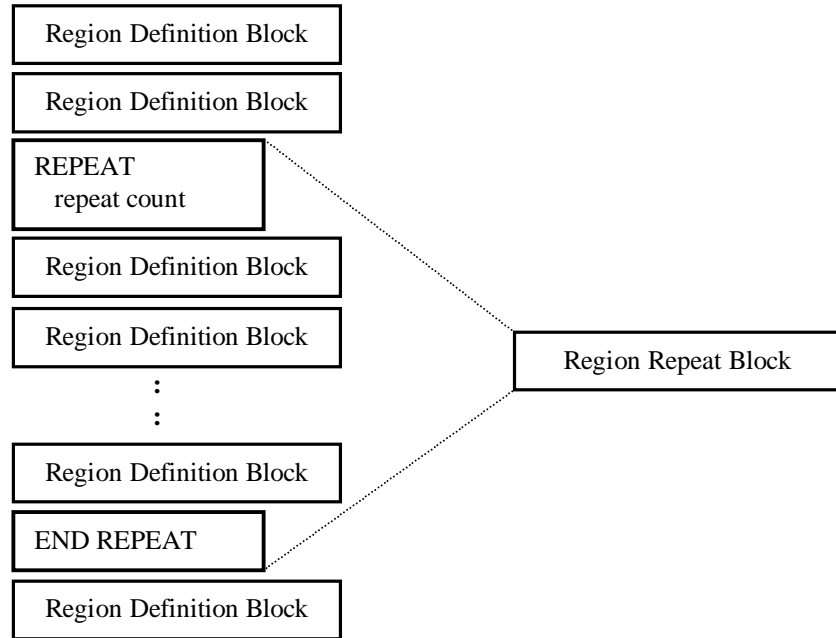 Region Definition Block
Region Definition Block
REPEAT
repeat count
Region Definition Block
Region Definition Block
:
:
Region Definition Block
END REPEAT
Region Definition Block
Region Repeat Block